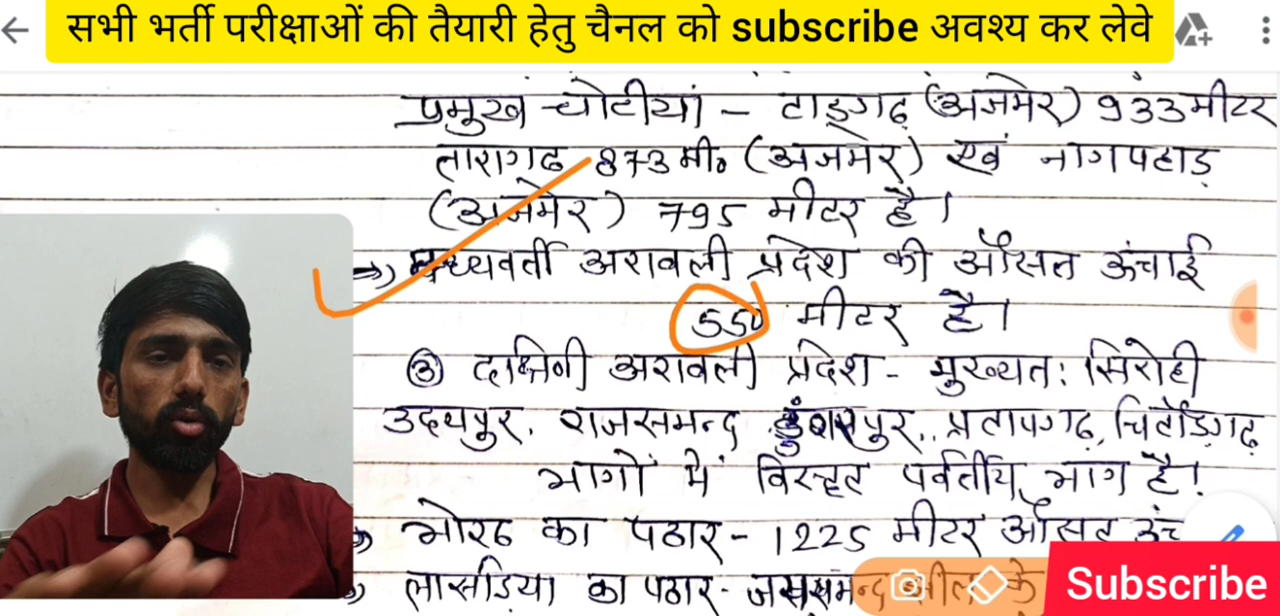 सभी भर्ती परीक्षाओं की तैयारी हेतु चैनल को subscribe अवश्य कर लेवे
प्रमुख चोटीयां - टाड्गढ़ (अजमेर) 933 मीटर
तारागढ 873 मी० (अजमेर) एवं नागपहाड़
(अजमेर) 795 मीटर है।
मध्यवर्ती अरावली प्रदेश की औसत ऊंचाई
550 मीटर है।
③ दक्षिणी अरावली प्रदेश - मुख्यतः सिरोही
उदयपुर, राजसमन्द, डुंगरपुर, प्रतापगढ़, चितौड़गढ़
भागों में विस्तृत पर्वतीय भाग है!
भोरठ का पठार - 1225 मीटर औसत
लासडिया का पठार - जयसमन्द झील के
Subscribe